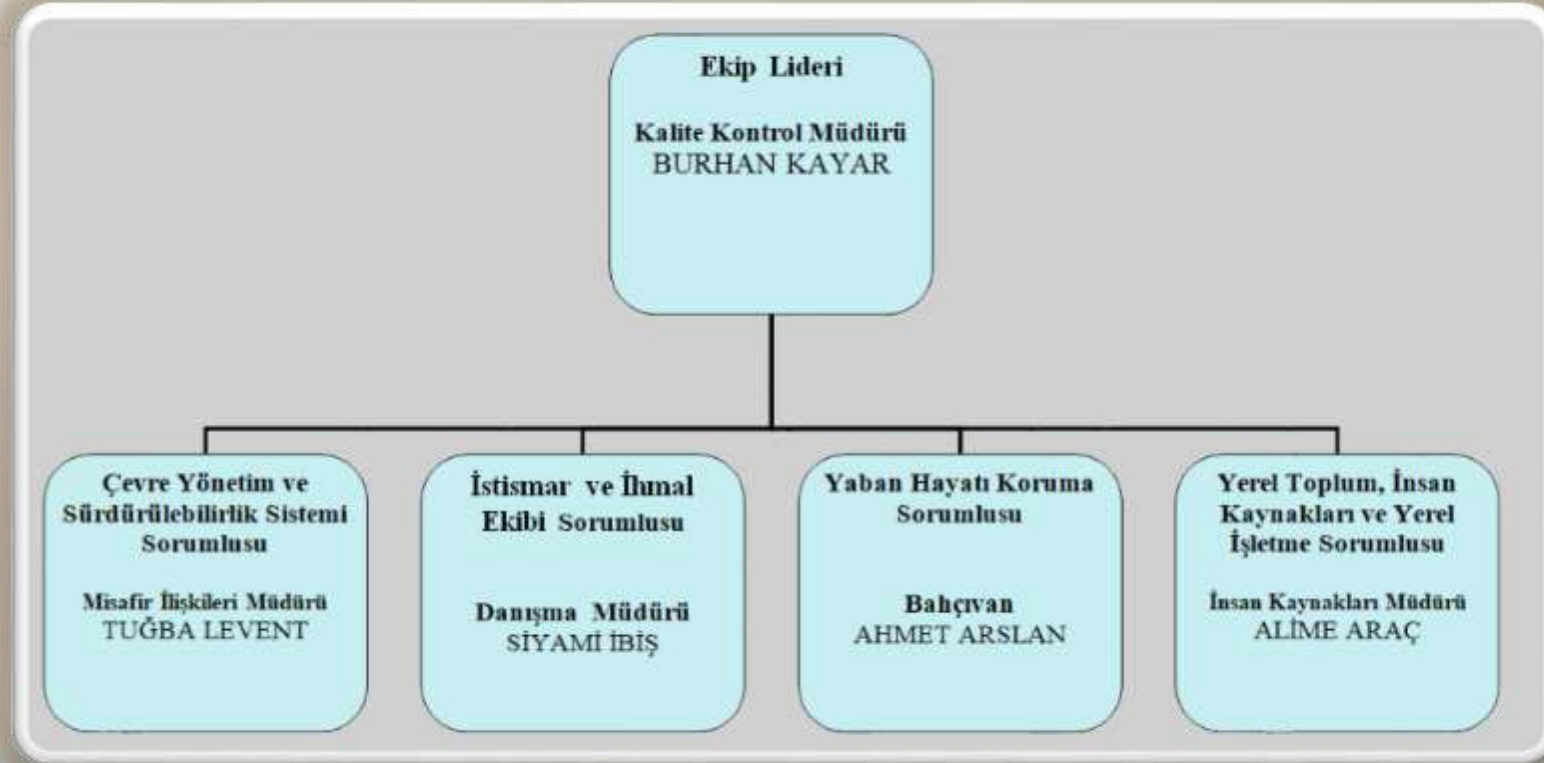 Ekip Lideri
Kalite Kontrol Müdürü
BURHAN KAYAR
Çevre Yönetim ve
Sürdürülebilirlik Sistemi
Sorumlusu
Misafir İlişkileri Müdürü
TUĞBA LEVENT
İstismar ve İhmal
Ekibi Sorumlusu
Danışma Müdürü
SİYAMİ İBİŞ
Yaban Hayatı Koruma
Sorumlusu
Bahçıvan
AHMET ARSLAN
Yerel Toplum, İnsan
Kaynakları ve Yerel
İşletme Sorumlusu
İnsan Kaynakları Müdürü
ALİME ARAÇ